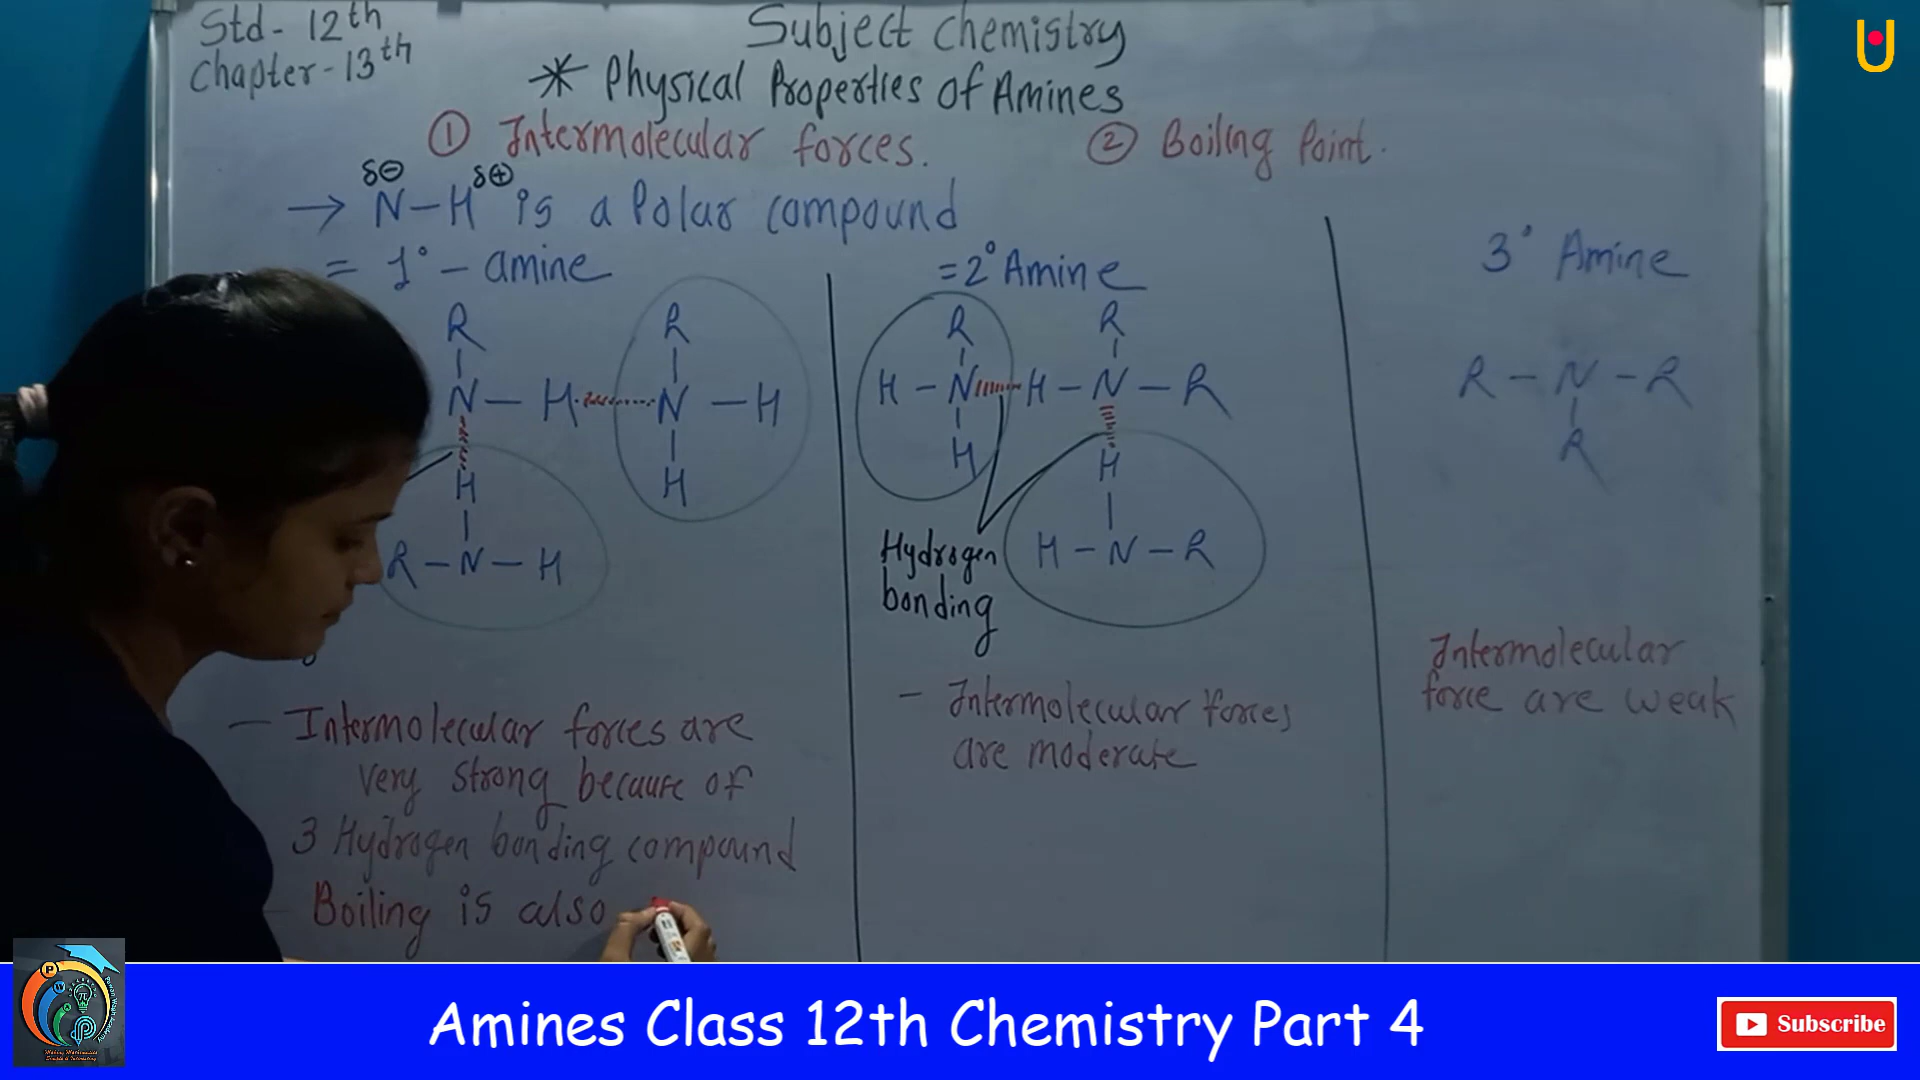 Std- 12th
Chapter-13th
Subject Chemistry
* Physical Properties of Amines
① Intermolecular forces.
② Boiling Point.
δ⊖ δ⊕
→ N-H is a Polar compound
= 1° - amine
R
N - H N - H
H
H
R - N - H
R
= 2° Amine
R R
H - N H - N - R
H H
H - N - R
Hydrogen
bonding
3° Amine
R - N - R
R
- Intermolecular forces are
very strong because of
3 Hydrogen bonding compound
Boiling is also
- Intermolecular forces
are moderate
Intermolecular
force are weak
Amines Class 12th Chemistry Part 4
Subscribe